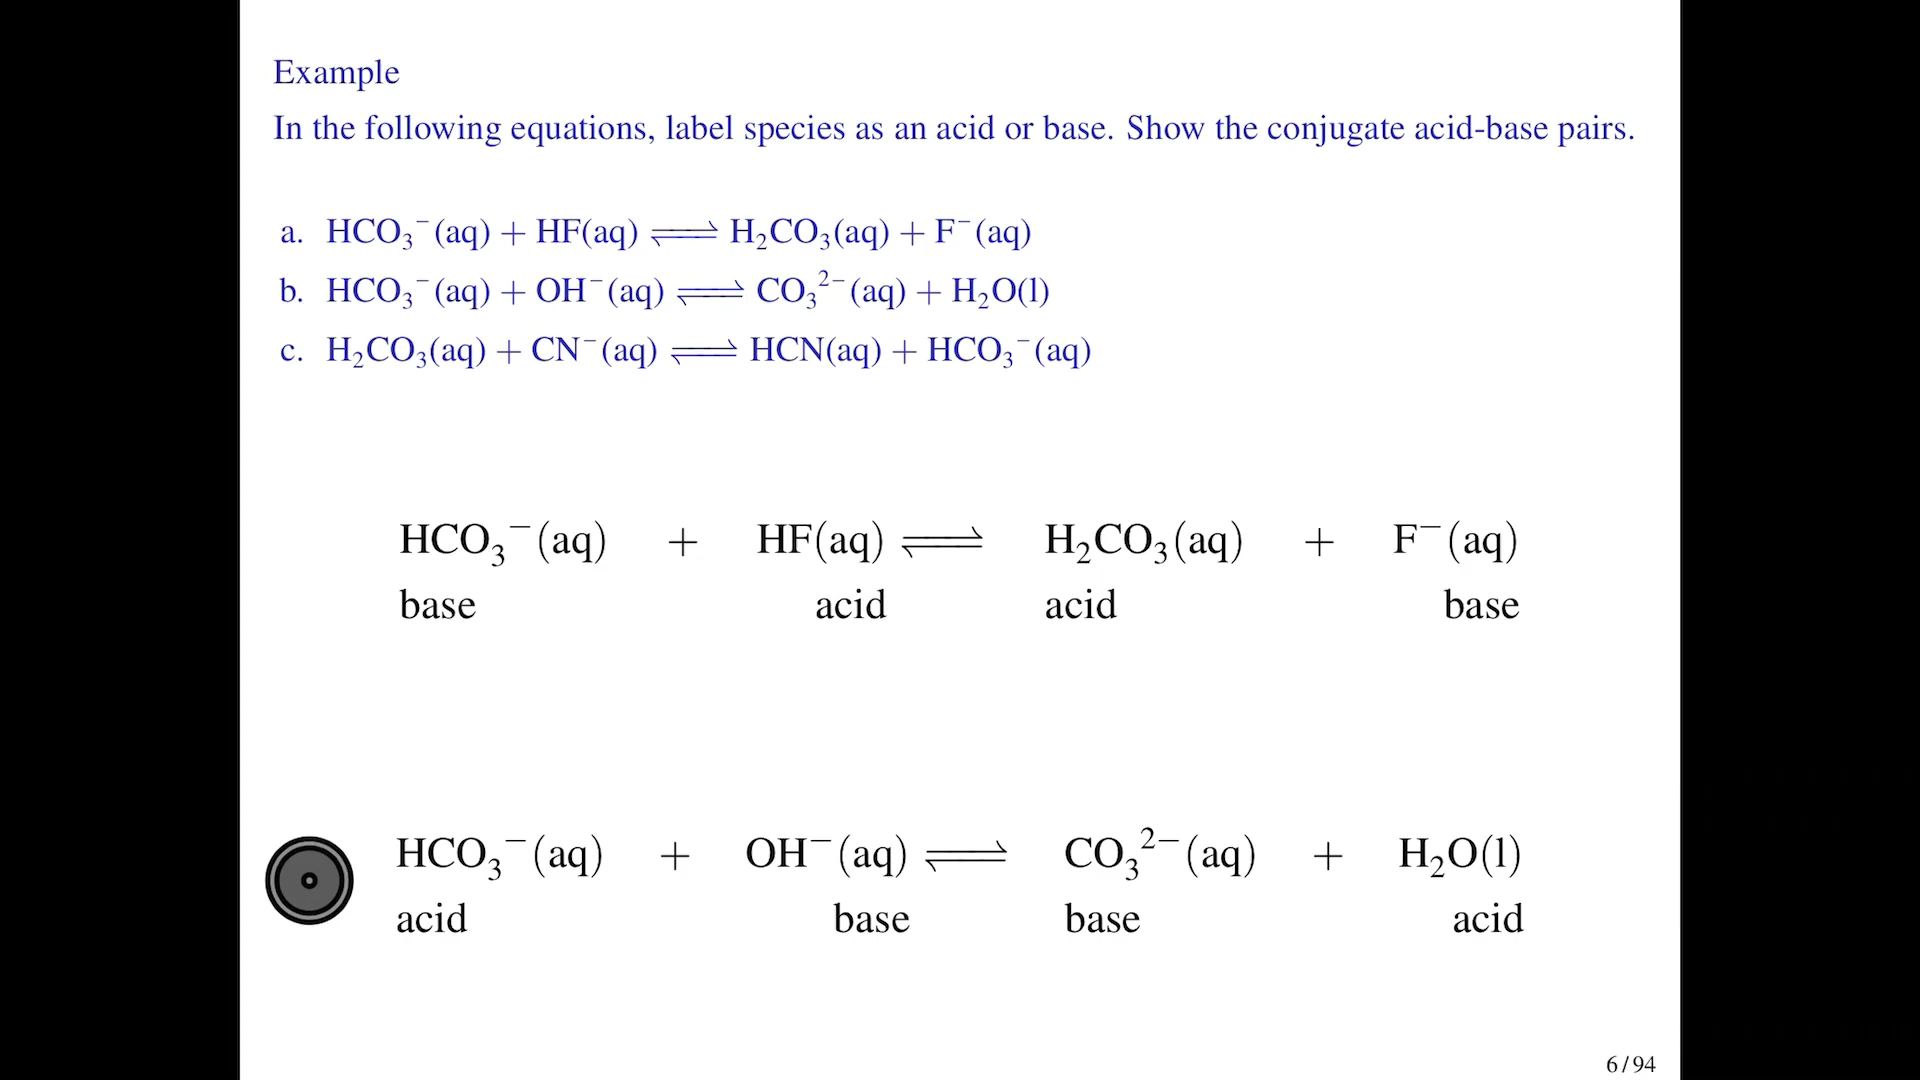 Example
In the following equations, label species as an acid or base. Show the conjugate acid-base pairs.
a. HCO₃⁻(aq) + HF(aq) ⇌ H₂CO₃(aq) + F⁻(aq)
b. HCO₃⁻(aq) + OH⁻(aq) ⇌ CO₃²⁻(aq) + H₂O(l)
c. H₂CO₃(aq) + CN⁻(aq) ⇌ HCN(aq) + HCO₃⁻(aq)
HCO₃⁻(aq) + HF(aq) ⇌ H₂CO₃(aq) + F⁻(aq)
base acid acid base
HCO₃⁻(aq) + OH⁻(aq) ⇌ CO₃²⁻(aq) + H₂O(l)
acid base base acid
6/94